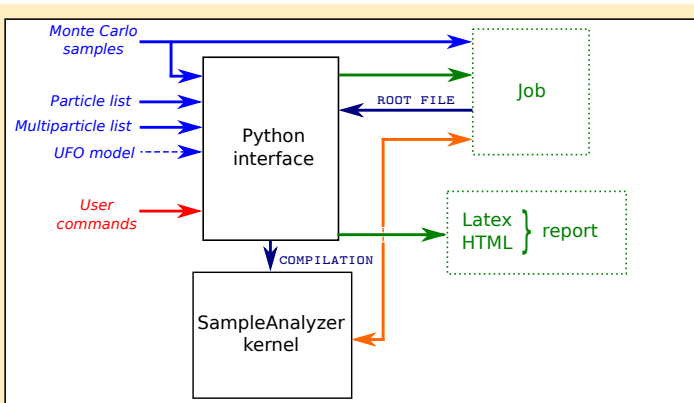 Monte Carlo
samples
Particle list
Multiparticle list
UFO model
User
commands
Python
interface
ROOT FILE
Job
Latex
HTML } report
COMPILATION
SampleAnalyzer
kernel